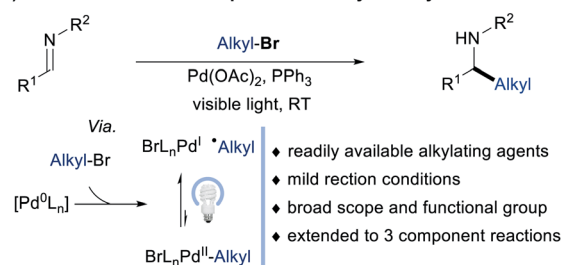 R²
N
R¹
Alkyl-Br
Pd(OAc)₂, PPh₃
visible light, RT
R²
HN
R¹
Alkyl
Via.
Alkyl-Br
[Pd⁰Lₙ]
BrLₙPdᴵ •Alkyl
BrLₙPdᴵᴵ-Alkyl
♦ readily available alkylating agents
♦ mild rection conditions
♦ broad scope and functional group
♦ extended to 3 component reactions